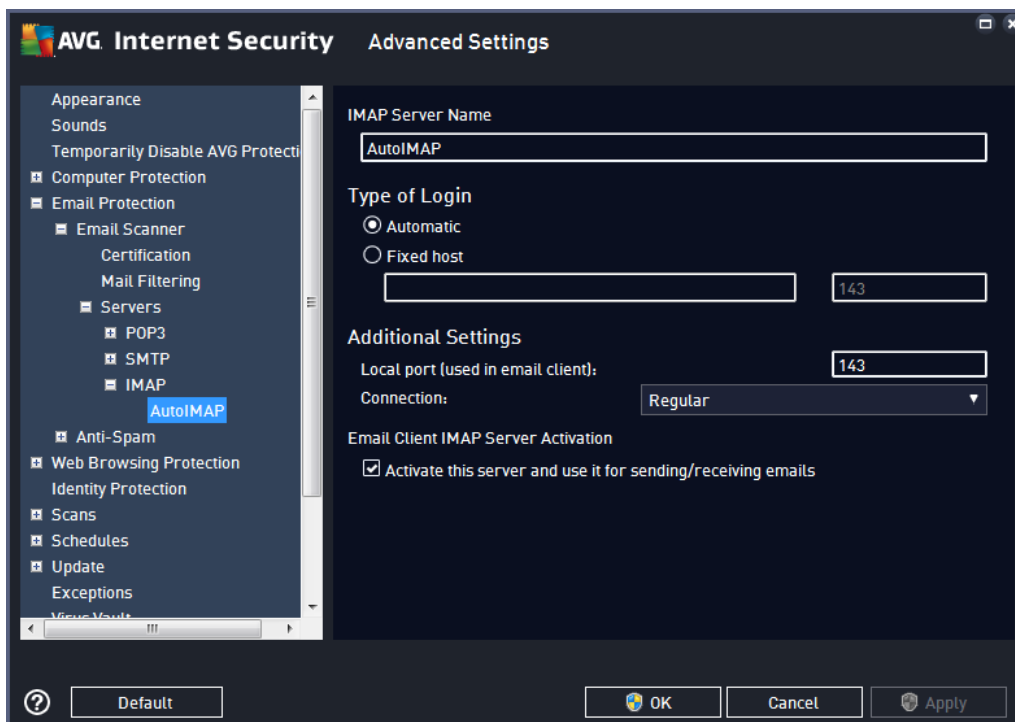 AVG. Internet Security Advanced Settings
Appearance
Sounds
Temporarily Disable AVG Protecti
Computer Protection
Email Protection
Email Scanner
Certification
Mail Filtering
Servers
POP3
SMTP
IMAP
AutoIMAP
Anti-Spam
Web Browsing Protection
Identity Protection
Scans
Schedules
Update
Exceptions
Virus Vault
IMAP Server Name
AutoIMAP
Type of Login
Automatic
Fixed host
143
Additional Settings
Local port (used in email client): 143
Connection: Regular
Email Client IMAP Server Activation
Activate this server and use it for sending/receiving emails
? Default OK Cancel Apply